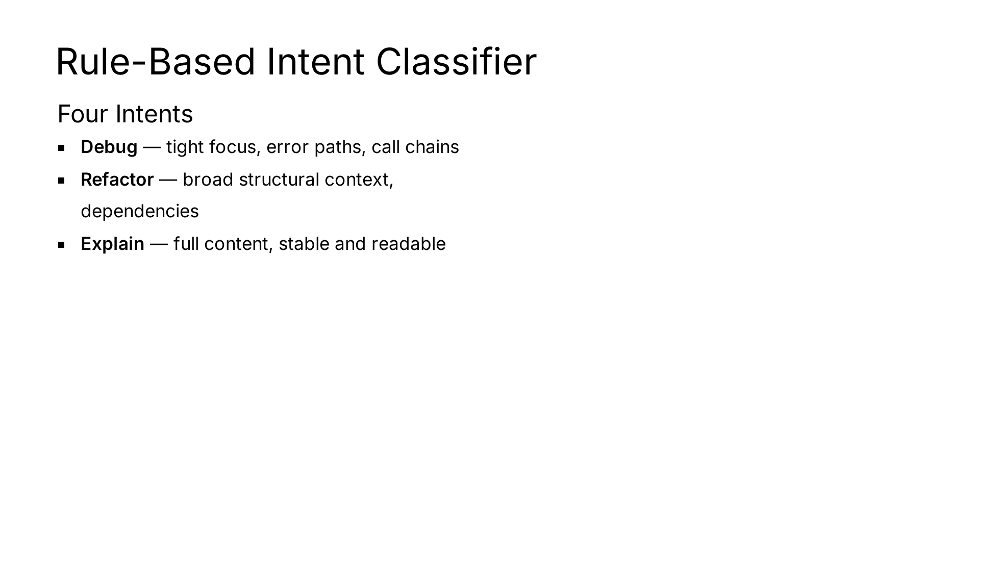 Rule-Based Intent Classifier
Four Intents
▪ Debug — tight focus, error paths, call chains
▪ Refactor — broad structural context,
dependencies
▪ Explain — full content, stable and readable